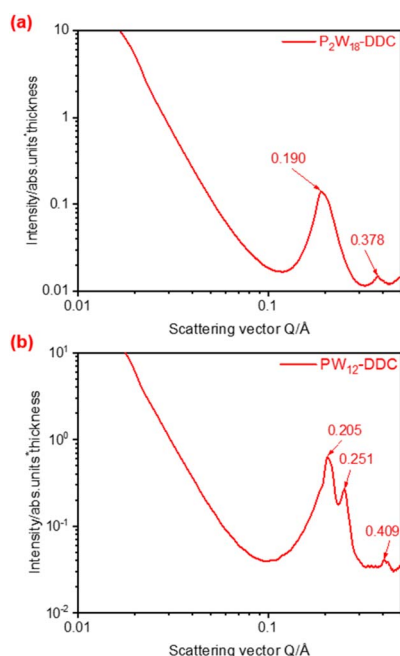 (a)
P₂W₁₈-DDC
Intensity/abs.units*thickness
10
1
0.1
0.01
0.190
0.378
0.01
0.1
Scattering vector Q/Å
(b)
PW₁₂-DDC
Intensity/abs.units*thickness
10¹
10⁰
10⁻¹
10⁻²
0.205
0.251
0.409
0.01
0.1
Scattering vector Q/Å